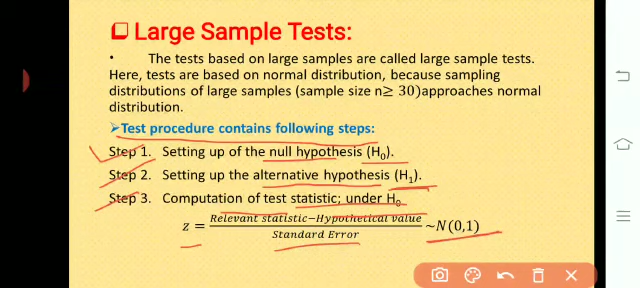 Large Sample Tests:
• The tests based on large samples are called large sample tests.
Here, tests are based on normal distribution, because sampling
distributions of large samples (sample size n≥ 30)approaches normal
distribution.
➢Test procedure contains following steps:
Step 1. Setting up of the null hypothesis (H₀).
Step 2. Setting up the alternative hypothesis (H₁).
Step 3. Computation of test statistic; under H₀
z = (Relevant statistic−Hypothetical value)/(Standard Error) ~N(0,1)